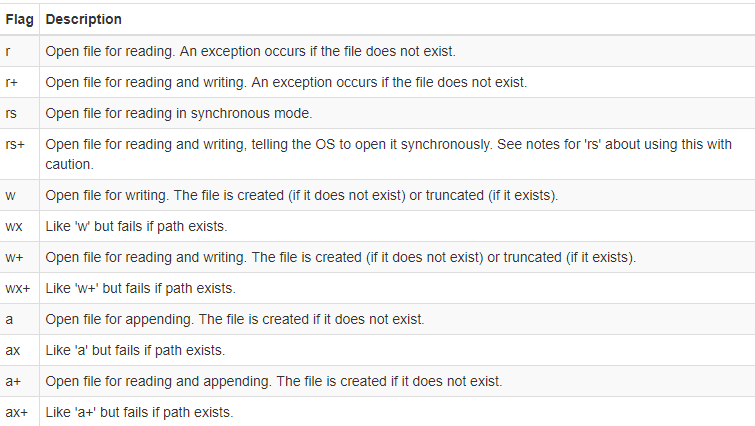 Flag Description
r Open file for reading. An exception occurs if the file does not exist.
r+ Open file for reading and writing. An exception occurs if the file does not exist.
rs Open file for reading in synchronous mode.
rs+ Open file for reading and writing, telling the OS to open it synchronously. See notes for 'rs' about using this with
caution.
w Open file for writing. The file is created (if it does not exist) or truncated (if it exists).
wx Like 'w' but fails if path exists.
w+ Open file for reading and writing. The file is created (if it does not exist) or truncated (if it exists).
wx+ Like 'w+' but fails if path exists.
a Open file for appending. The file is created if it does not exist.
ax Like 'a' but fails if path exists.
a+ Open file for reading and appending. The file is created if it does not exist.
ax+ Like 'a+' but fails if path exists.